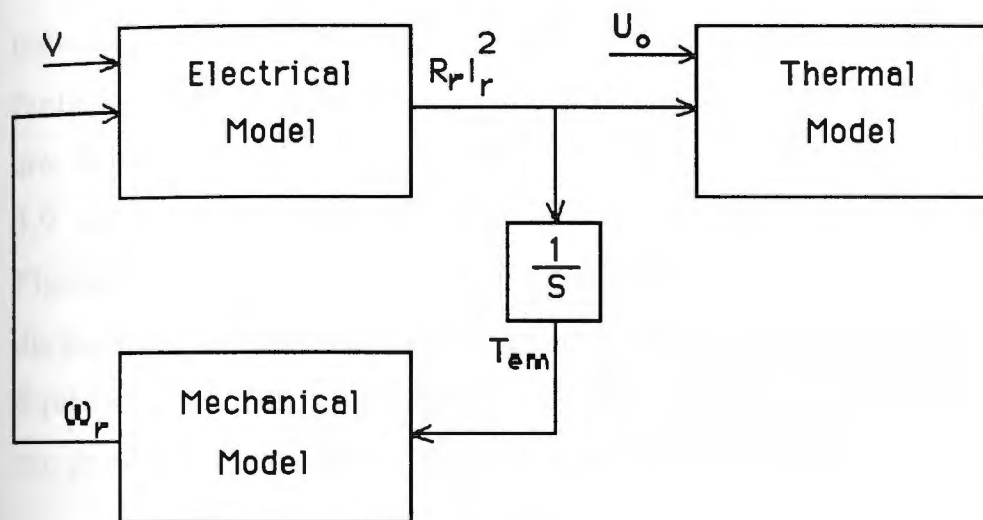 V
Electrical
Model
R_r I_r^2
U_o
Thermal
Model
1
S
T_em
Mechanical
Model
ω_r